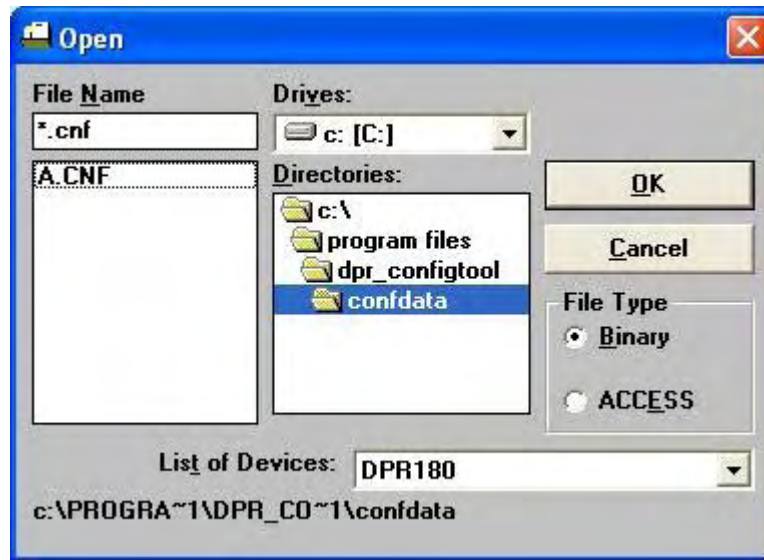 Open
File Name
Drives:
*.cnf
c: [C:]
A.CNF
Directories:
c:\
program files
dpr_configtool
confdata
OK
Cancel
File Type
Binary
ACCESS
List of Devices:
DPR180
c:\PROGRA~1\DPR_CO~1\confdata